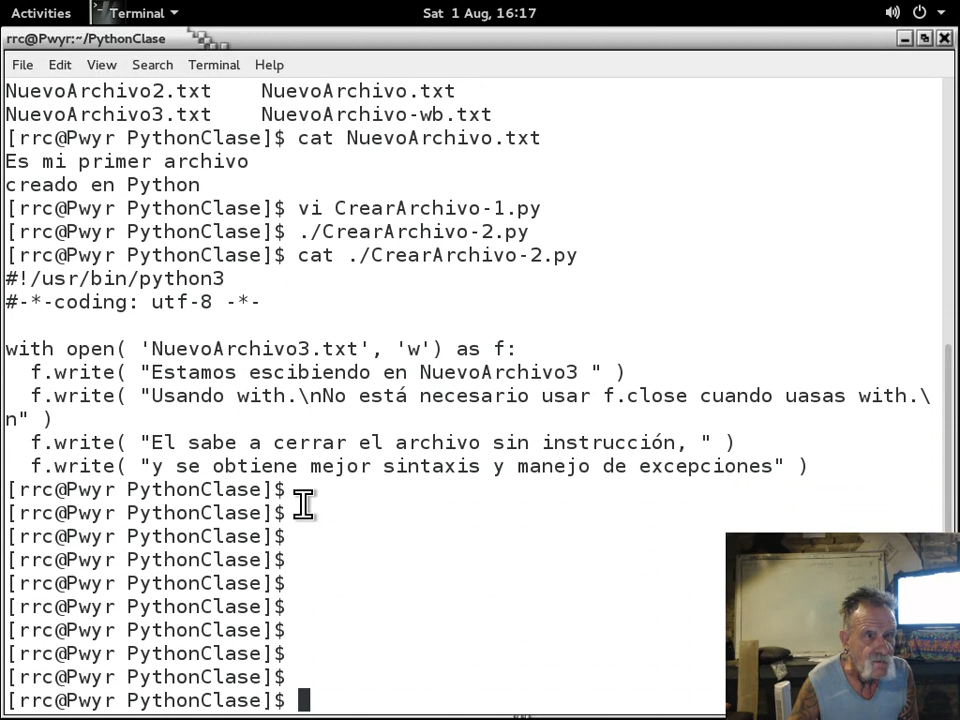 Activities Terminal Sat 1 Aug, 16:17
rrc@Pwyr:~/PythonClase
File Edit View Search Terminal Help
NuevoArchivo2.txt    NuevoArchivo.txt
NuevoArchivo3.txt    NuevoArchivo-wb.txt
[rrc@Pwyr PythonClase]$ cat NuevoArchivo.txt
Es mi primer archivo
creado en Python
[rrc@Pwyr PythonClase]$ vi CrearArchivo-1.py
[rrc@Pwyr PythonClase]$ ./CrearArchivo-2.py
[rrc@Pwyr PythonClase]$ cat ./CrearArchivo-2.py
#!/usr/bin/python3
#-*-coding: utf-8 -*-
with open( 'NuevoArchivo3.txt', 'w') as f:
  f.write( "Estamos escibiendo en NuevoArchivo3 " )
  f.write( "Usando with.\nNo está necesario usar f.close cuando uasas with.\
n" )
  f.write( "El sabe a cerrar el archivo sin instrucción, " )
  f.write( "y se obtiene mejor sintaxis y manejo de excepciones" )
[rrc@Pwyr PythonClase]$
[rrc@Pwyr PythonClase]$
[rrc@Pwyr PythonClase]$
[rrc@Pwyr PythonClase]$
[rrc@Pwyr PythonClase]$
[rrc@Pwyr PythonClase]$
[rrc@Pwyr PythonClase]$
[rrc@Pwyr PythonClase]$
[rrc@Pwyr PythonClase]$
[rrc@Pwyr PythonClase]$